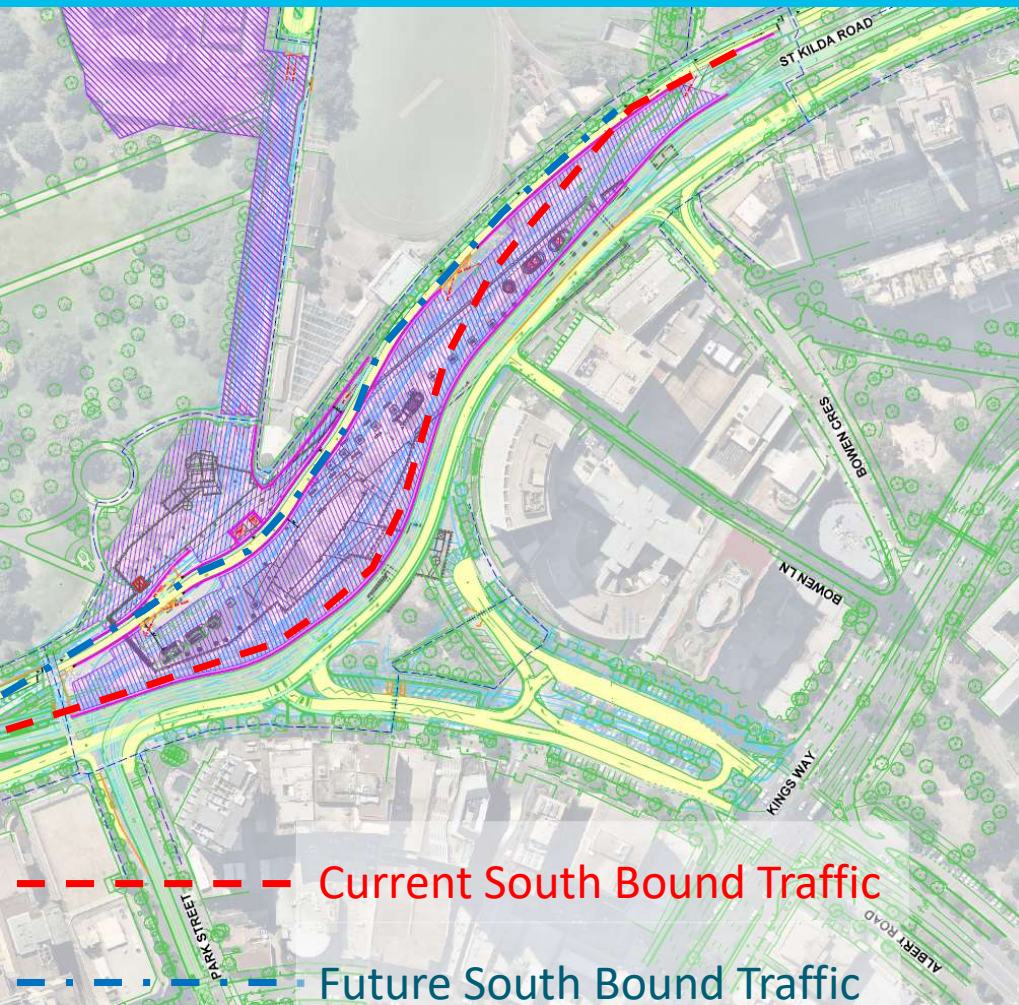 ST KILDA ROAD
BOWEN CRES
BOWEN LN
KINGS WAY
Current South Bound Traffic
PARK STREET
ALBERT ROAD
Future South Bound Traffic